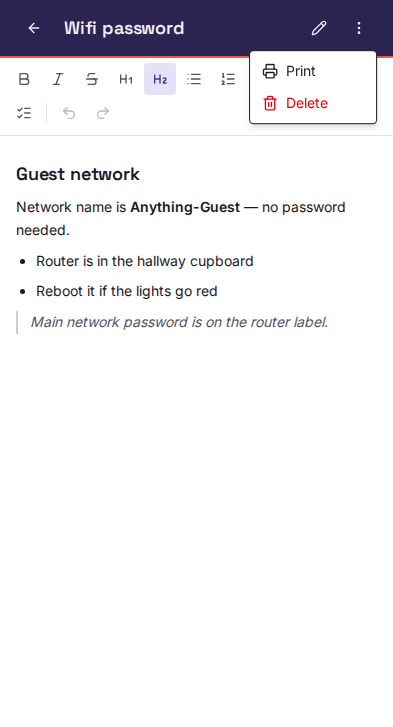 Wifi password
Print
Delete
B I S H1 H2
Guest network
Network name is Anything-Guest — no password
needed.
• Router is in the hallway cupboard
• Reboot it if the lights go red
Main network password is on the router label.